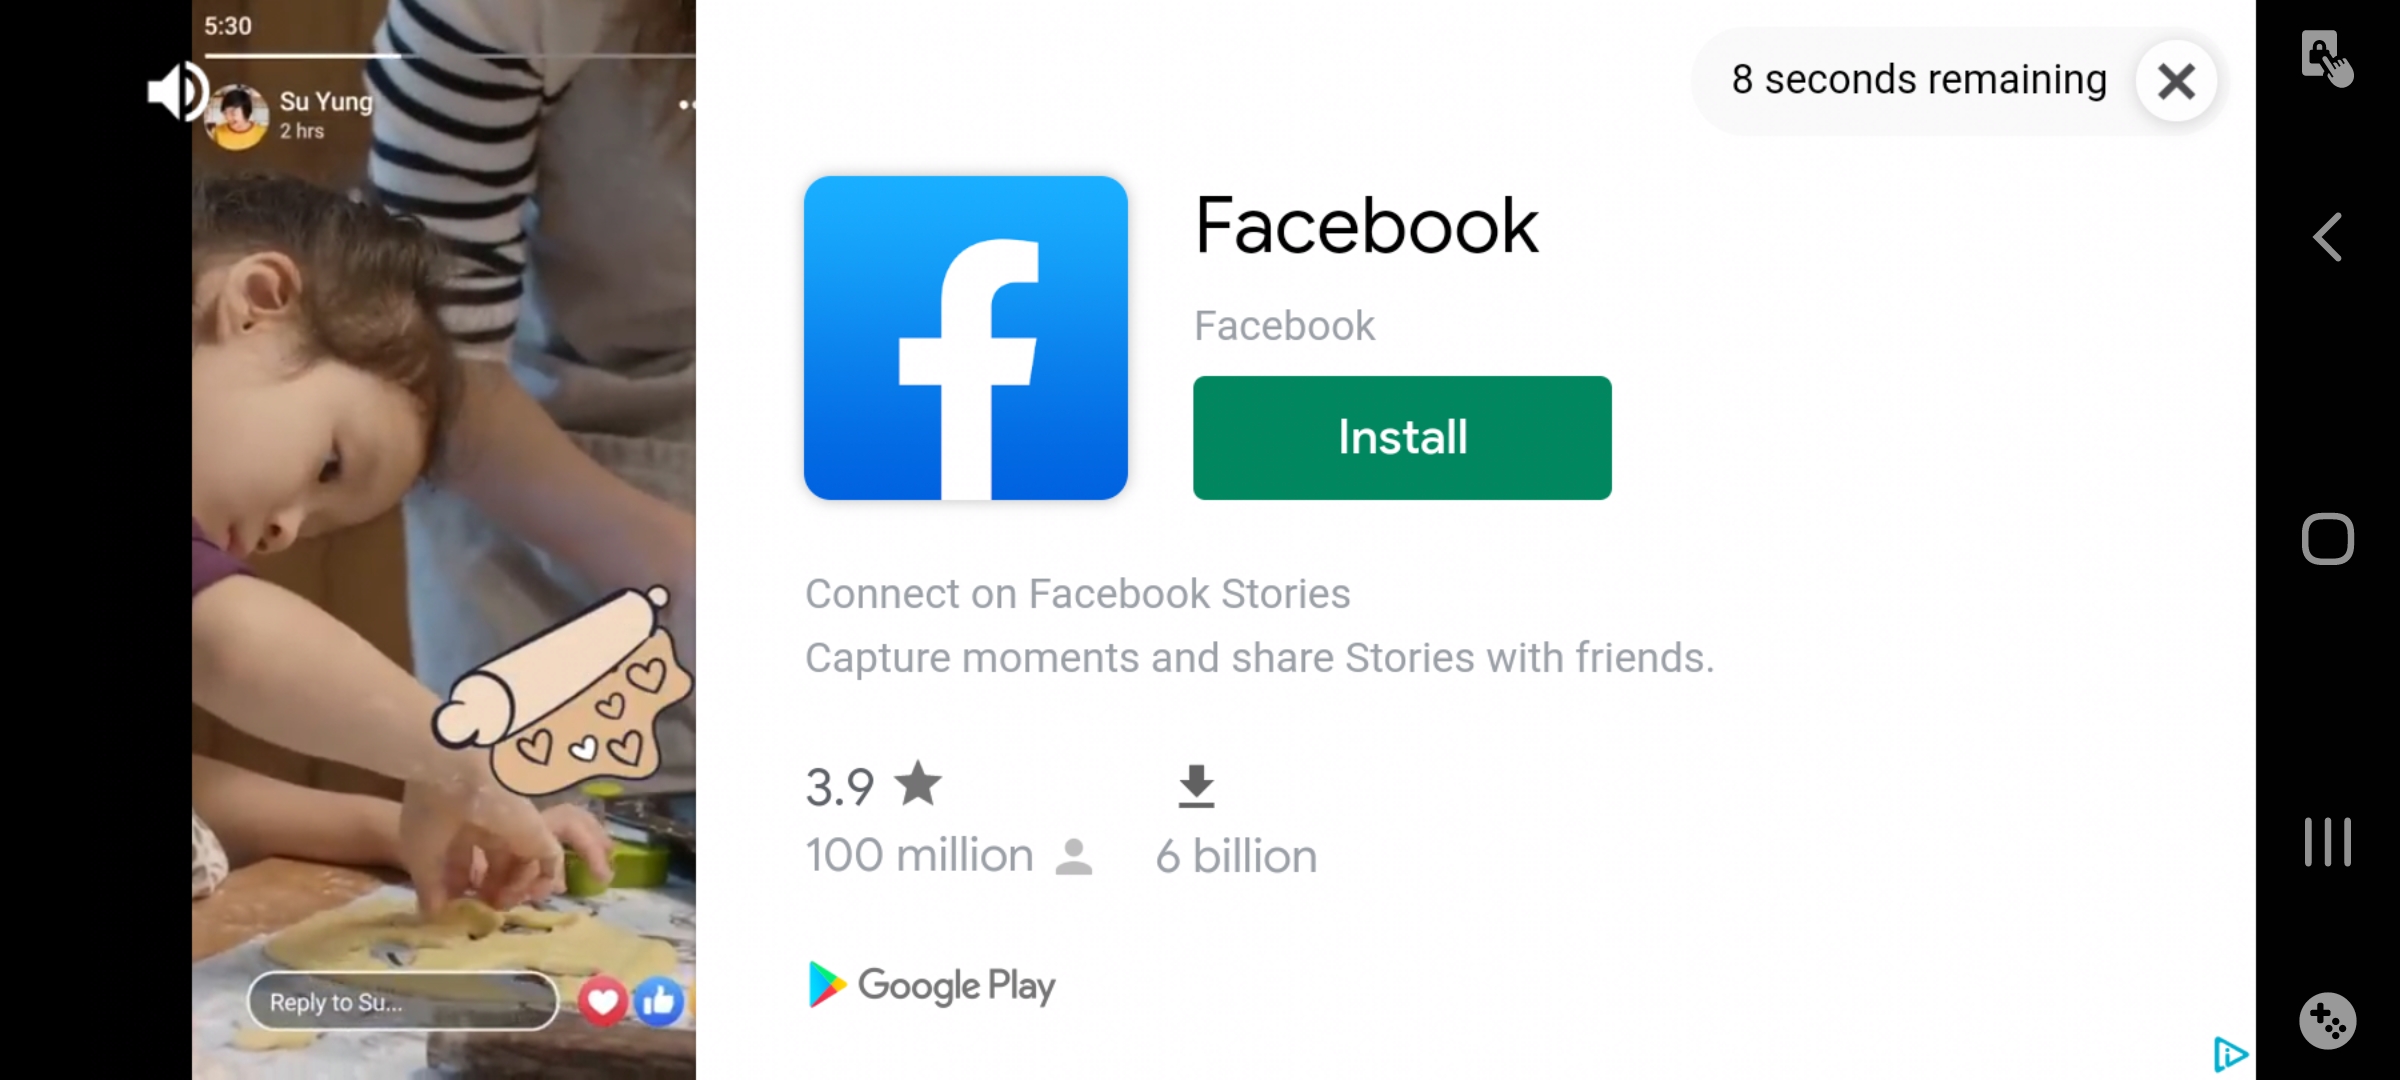 5:30
Su Yung
2 hrs
Reply to Su...
8 seconds remaining
Facebook
Facebook
Install
Connect on Facebook Stories
Capture moments and share Stories with friends.
3.9
100 million
6 billion
Google Play